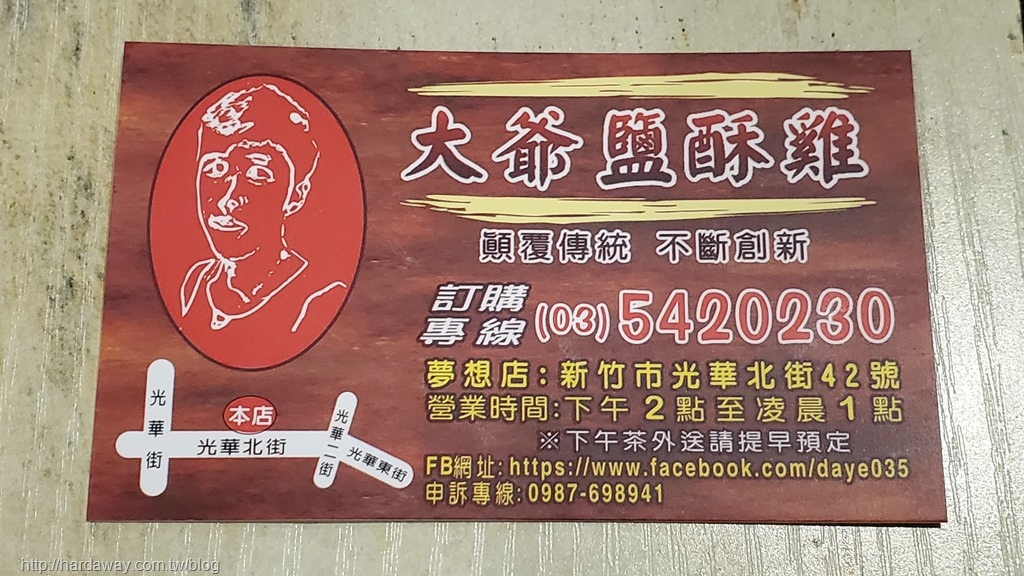 大爺鹽酥雞
顛覆傳統 不斷創新
訂購專線 (03) 5420230
夢想店：新竹市光華北街42號
營業時間:下午2點至凌晨1點
※下午茶外送請提早預定
FB網址: https://www.facebook.com/daye035
申訴專線: 0987-698941
光華街
本店
光華北街
光華二街
光華東街
http://hardaway.com.tw/blog